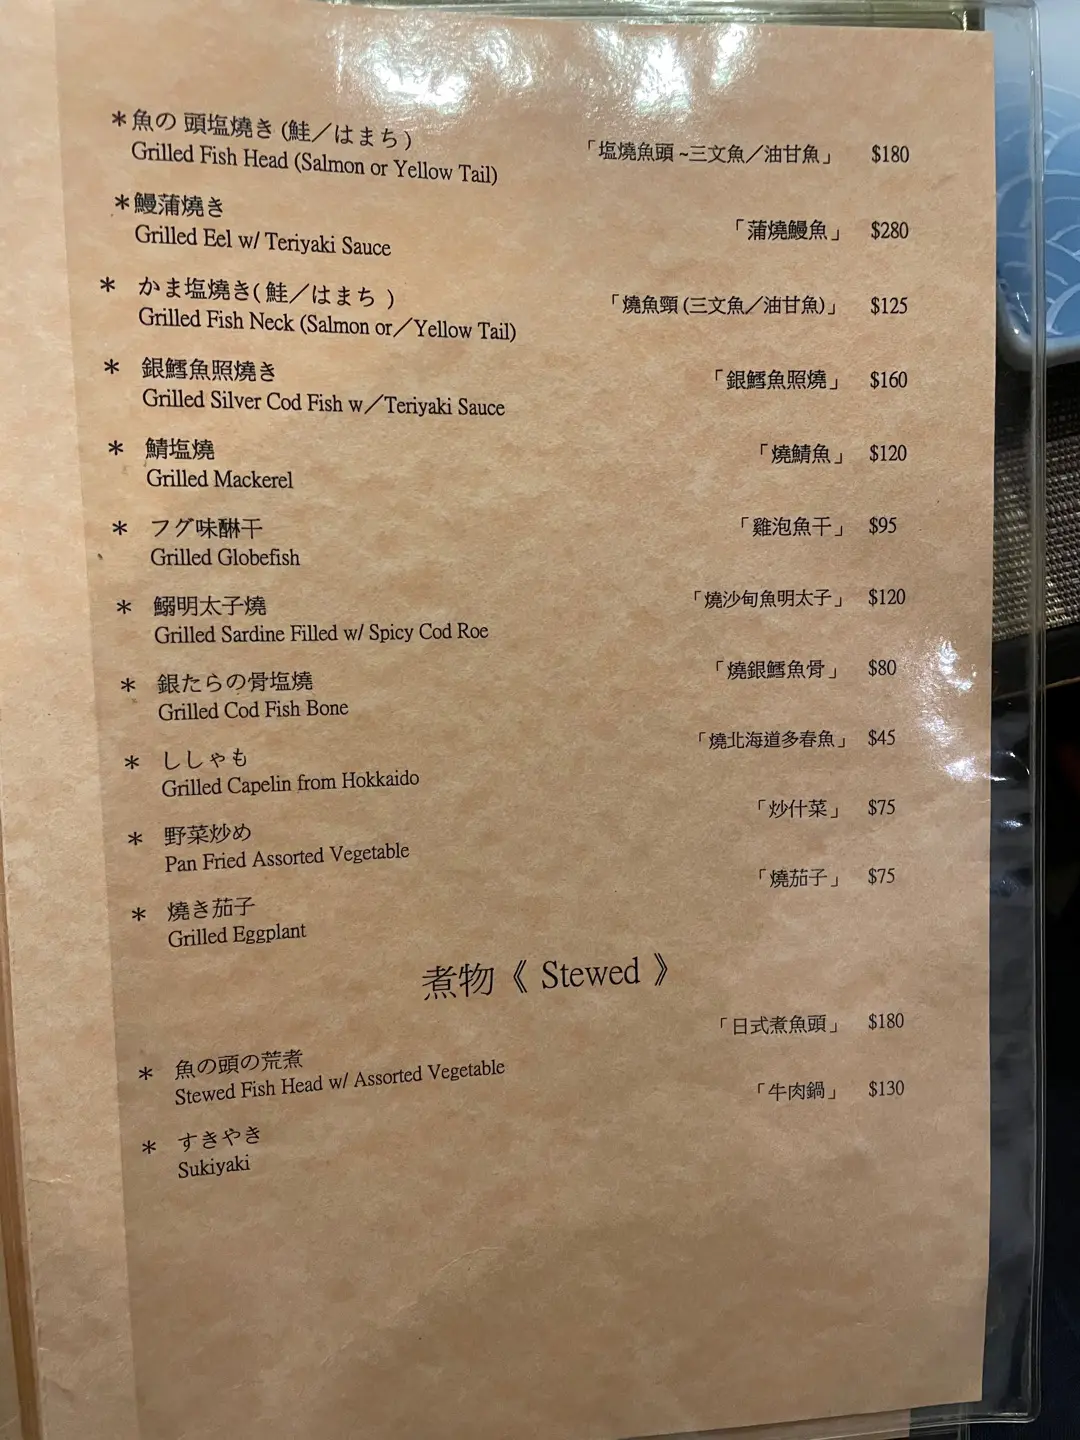 ＊魚の 頭塩燒き (鮭／はまち) 「塩燒魚頭 ~三文魚／油甘魚」 $180
Grilled Fish Head (Salmon or Yellow Tail)
＊鰻蒲燒き 「蒲燒鰻魚」 $280
Grilled Eel w/ Teriyaki Sauce
＊ かま塩燒き( 鮭／はまち ) 「燒魚頸 (三文魚／油甘魚)」 $125
Grilled Fish Neck (Salmon or／Yellow Tail)
＊ 銀鱈魚照燒き 「銀鱈魚照燒」 $160
Grilled Silver Cod Fish w／Teriyaki Sauce
＊ 鯖塩燒 「燒鯖魚」 $120
Grilled Mackerel
＊ フグ味醂干 「雞泡魚干」 $95
Grilled Globefish
＊ 鰯明太子燒 「燒沙甸魚明太子」 $120
Grilled Sardine Filled w/ Spicy Cod Roe
＊ 銀たらの骨塩燒 「燒銀鱈魚骨」 $80
Grilled Cod Fish Bone
＊ ししゃも 「燒北海道多春魚」 $45
Grilled Capelin from Hokkaido
＊ 野菜炒め 「炒什菜」 $75
Pan Fried Assorted Vegetable
＊ 燒き茄子 「燒茄子」 $75
Grilled Eggplant
煮物《 Stewed 》
＊ 魚の頭の荒煮 「日式煮魚頭」 $180
Stewed Fish Head w/ Assorted Vegetable
＊ すきやき 「牛肉鍋」 $130
Sukiyaki